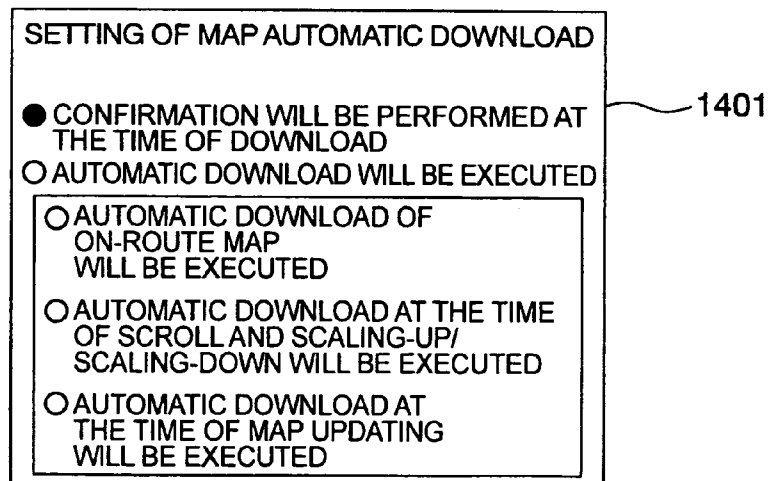 SETTING OF MAP AUTOMATIC DOWNLOAD
CONFIRMATION WILL BE PERFORMED AT
THE TIME OF DOWNLOAD
1401
AUTOMATIC DOWNLOAD WILL BE EXECUTED
AUTOMATIC DOWNLOAD OF
ON-ROUTE MAP
WILL BE EXECUTED
AUTOMATIC DOWNLOAD AT THE TIME
OF SCROLL AND SCALING-UP/
SCALING-DOWN WILL BE EXECUTED
AUTOMATIC DOWNLOAD AT
THE TIME OF MAP UPDATING
WILL BE EXECUTED